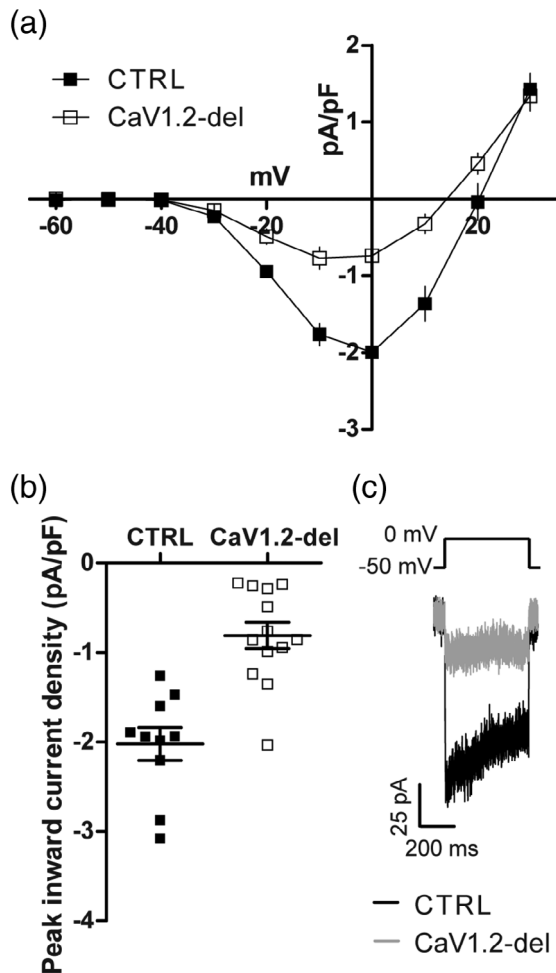 (a)
CTRL
CaV1.2-del
pA/pF
mV
2
1
-60
-40
-20
20
-1
-2
-3
(b)
(c)
CTRL
CaV1.2-del
Peak inward current density (pA/pF)
0
-1
-2
-3
-4
0 mV
-50 mV
25 pA
200 ms
CTRL
CaV1.2-del